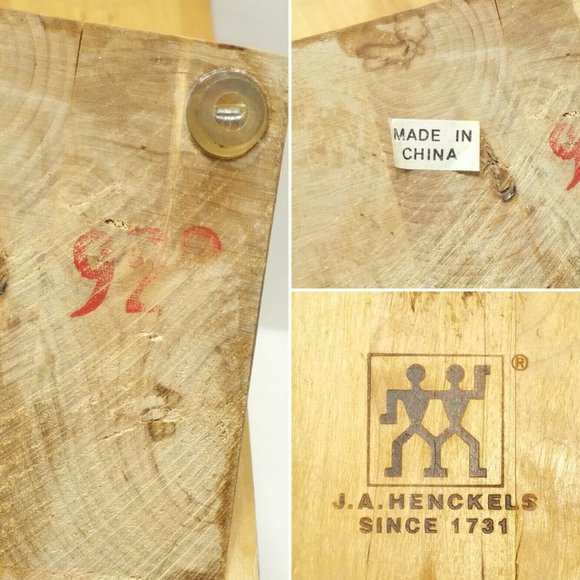 MADE IN
CHINA
®
J.A.HENCKELS
SINCE 1731